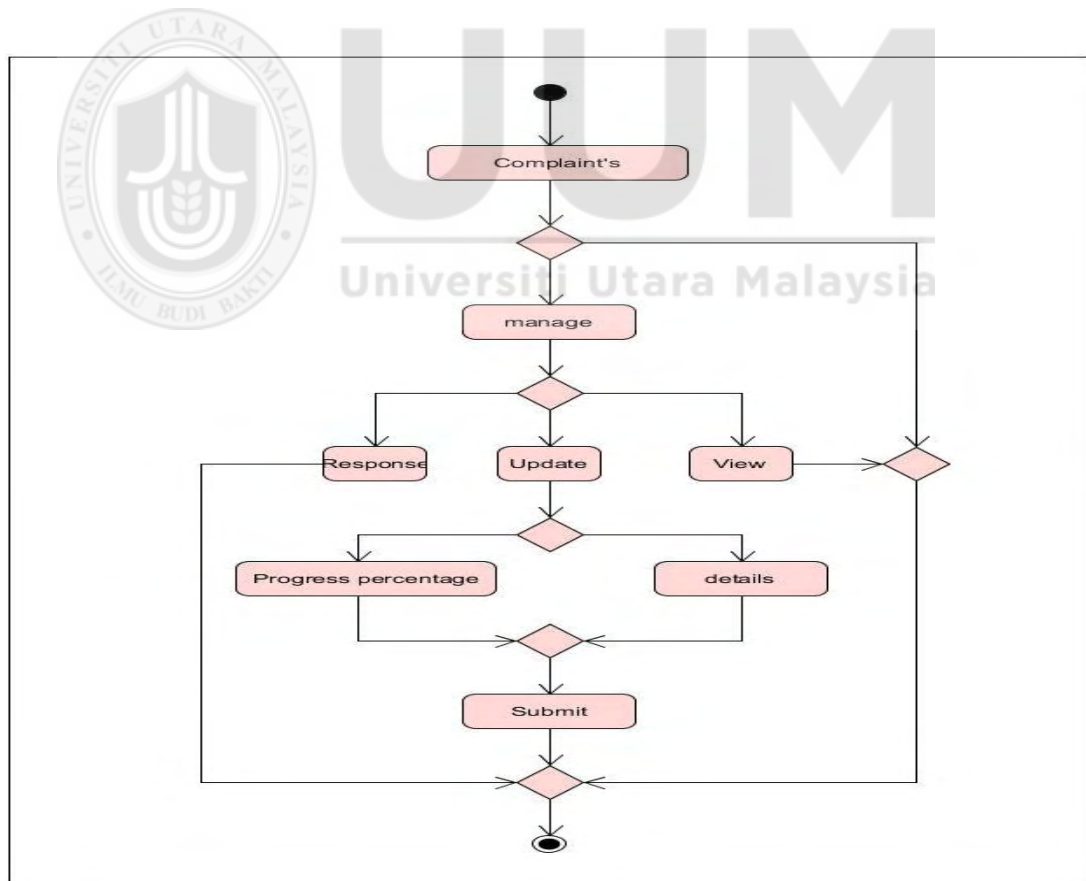 UNIVERSITI UTARA MALAYSIA
ILMU BUDI BAKTI
UUM
Universiti Utara Malaysia
Complaint's
manage
Response
Update
View
Progress percentage
details
Submit